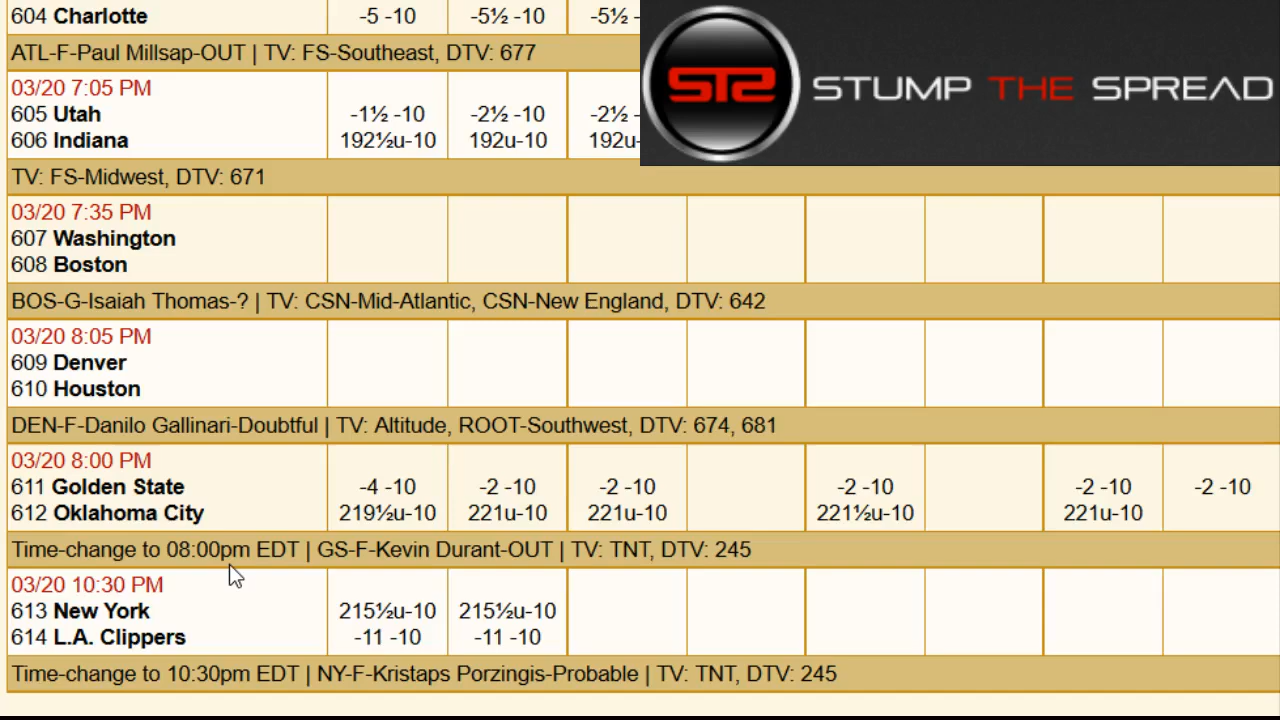 604 Charlotte -5 -10 -5½ -10 -5½ -
STS STUMP THE SPREAD
ATL-F-Paul Millsap-OUT | TV: FS-Southeast, DTV: 677
03/20 7:05 PM
605 Utah -1½ -10 -2½ -10 -2½ -
606 Indiana 192½u-10 192u-10 192u-
TV: FS-Midwest, DTV: 671
03/20 7:35 PM
607 Washington
608 Boston
BOS-G-Isaiah Thomas-? | TV: CSN-Mid-Atlantic, CSN-New England, DTV: 642
03/20 8:05 PM
609 Denver
610 Houston
DEN-F-Danilo Gallinari-Doubtful | TV: Altitude, ROOT-Southwest, DTV: 674, 681
03/20 8:00 PM
611 Golden State -4 -10 -2 -10 -2 -10 -2 -10 -2 -10 -2 -10
612 Oklahoma City 219½u-10 221u-10 221u-10 221½u-10 221u-10
Time-change to 08:00pm EDT | GS-F-Kevin Durant-OUT | TV: TNT, DTV: 245
03/20 10:30 PM
613 New York 215½u-10 215½u-10
614 L.A. Clippers -11 -10 -11 -10
Time-change to 10:30pm EDT | NY-F-Kristaps Porzingis-Probable | TV: TNT, DTV: 245